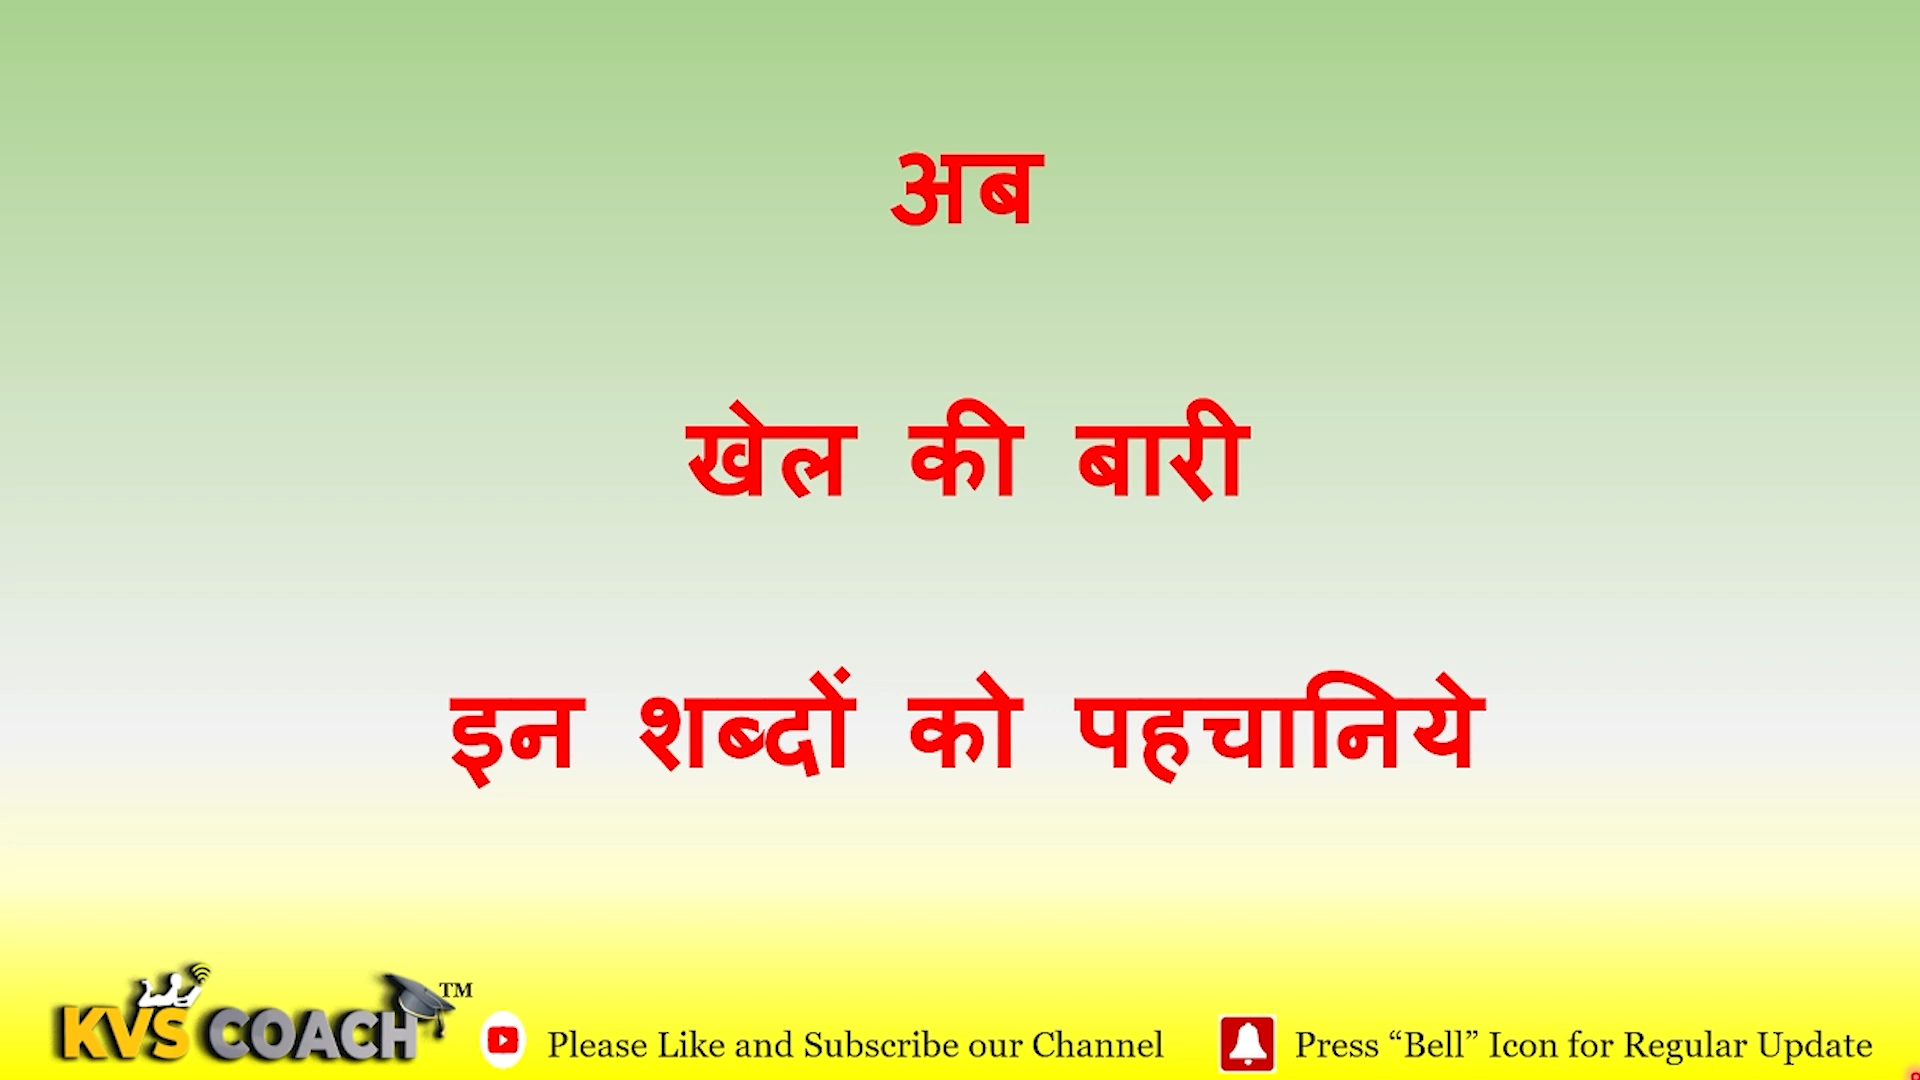 अब
खेल की बारी
इन शब्दों को पहचानिये
KVS COACH™
Please Like and Subscribe our Channel
Press “Bell” Icon for Regular Update